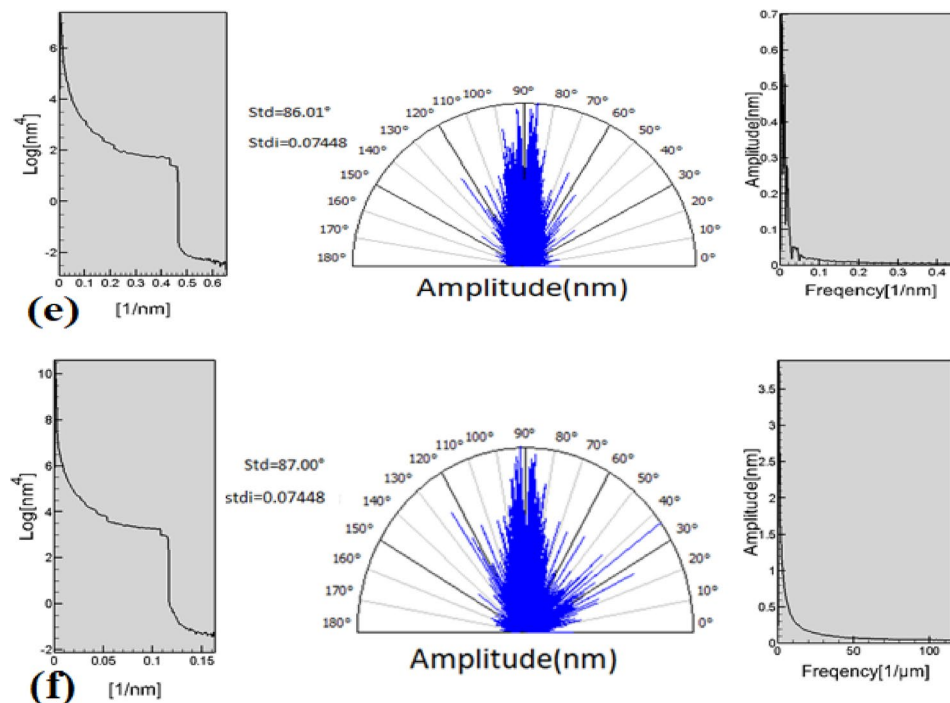 6
4
2
0
-2
Log[nm⁴]
0 0.1 0.2 0.3 0.4 0.5 0.6
[1/nm]
(e)
Std=86.01°
Stdi=0.07448
180° 170° 160° 150° 140° 130° 120° 110° 100° 90° 80° 70° 60° 50° 40° 30° 20° 10° 0°
Amplitude(nm)
0.7
0.6
0.5
0.4
0.3
0.2
0.1
0
Amplitude[nm]
0 0.1 0.2 0.3 0.4
Freqency[1/nm]
10
8
6
4
2
0
-2
Log[nm⁴]
0 0.05 0.1 0.15
[1/nm]
(f)
Std=87.00°
stdi=0.07448
180° 170° 160° 150° 140° 130° 120° 110° 100° 90° 80° 70° 60° 50° 40° 30° 20° 10° 0°
Amplitude(nm)
3.5
3
2.5
2
1.5
1
0.5
0
Amplitude[nm]
0 50 100
Freqency[1/µm]